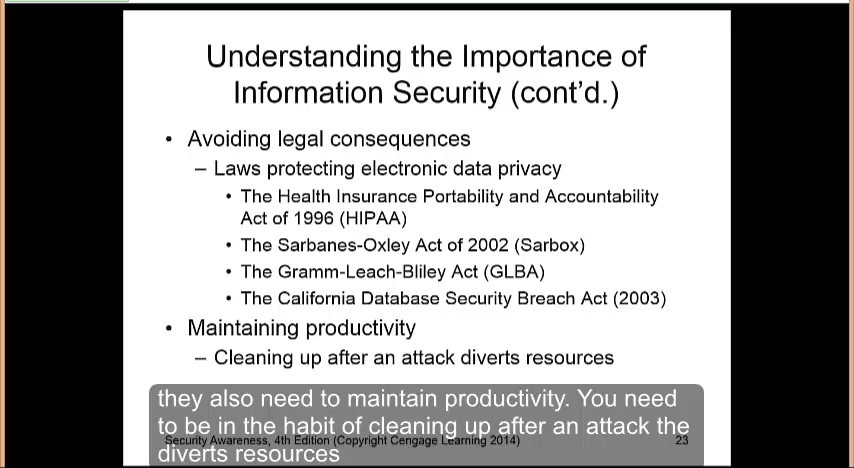 Understanding the Importance of
Information Security (cont’d.)
• Avoiding legal consequences
– Laws protecting electronic data privacy
• The Health Insurance Portability and Accountability
Act of 1996 (HIPAA)
• The Sarbanes-Oxley Act of 2002 (Sarbox)
• The Gramm-Leach-Bliley Act (GLBA)
• The California Database Security Breach Act (2003)
• Maintaining productivity
– Cleaning up after an attack diverts resources
they also need to maintain productivity. You need
to be in the habit of cleaning up after an attack the
Security Awareness, 4th Edition (Copyright Cengage Learning 2014) 23
diverts resources